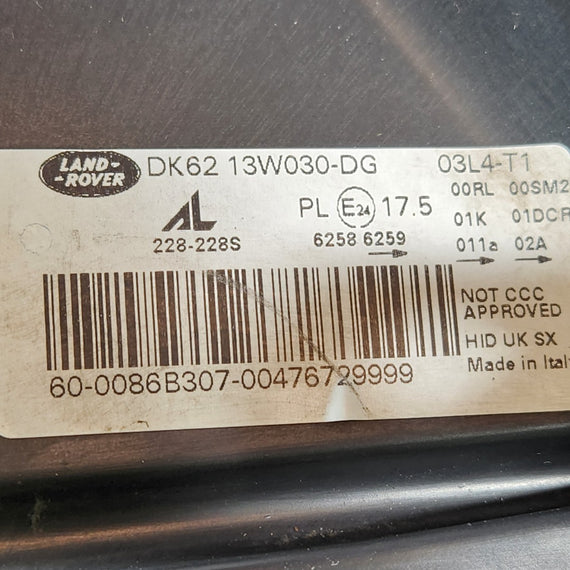 LAND-
-ROVER
DK62 13W030-DG
03L4-T1
AL
228-228S
PL E24 17.5
6258 6259
00RL 00SM2
01K 01DCR
011a 02A
NOT CCC
APPROVED
HID UK SX
Made in Ital
60-0086B307-00476729999